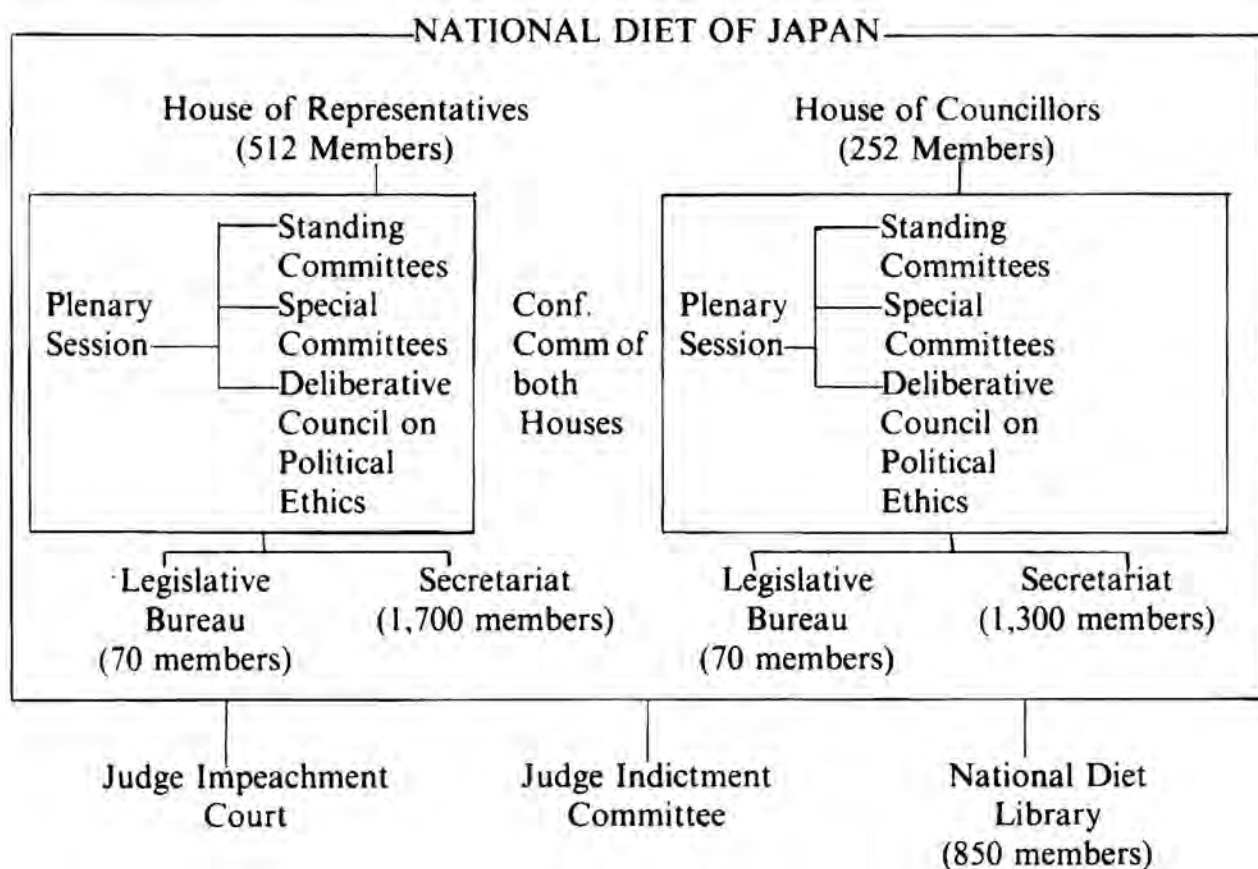 NATIONAL DIET OF JAPAN
House of Representatives
(512 Members)
Standing
Committees
Plenary
Session
Special
Committees
Deliberative
Council on
Political
Ethics
Legislative
Bureau
(70 members)
Secretariat
(1,700 members)
Conf.
Comm of
both
Houses
House of Councillors
(252 Members)
Standing
Committees
Plenary
Session
Special
Committees
Deliberative
Council on
Political
Ethics
Legislative
Bureau
(70 members)
Secretariat
(1,300 members)
Judge Impeachment
Court
Judge Indictment
Committee
National Diet
Library
(850 members)